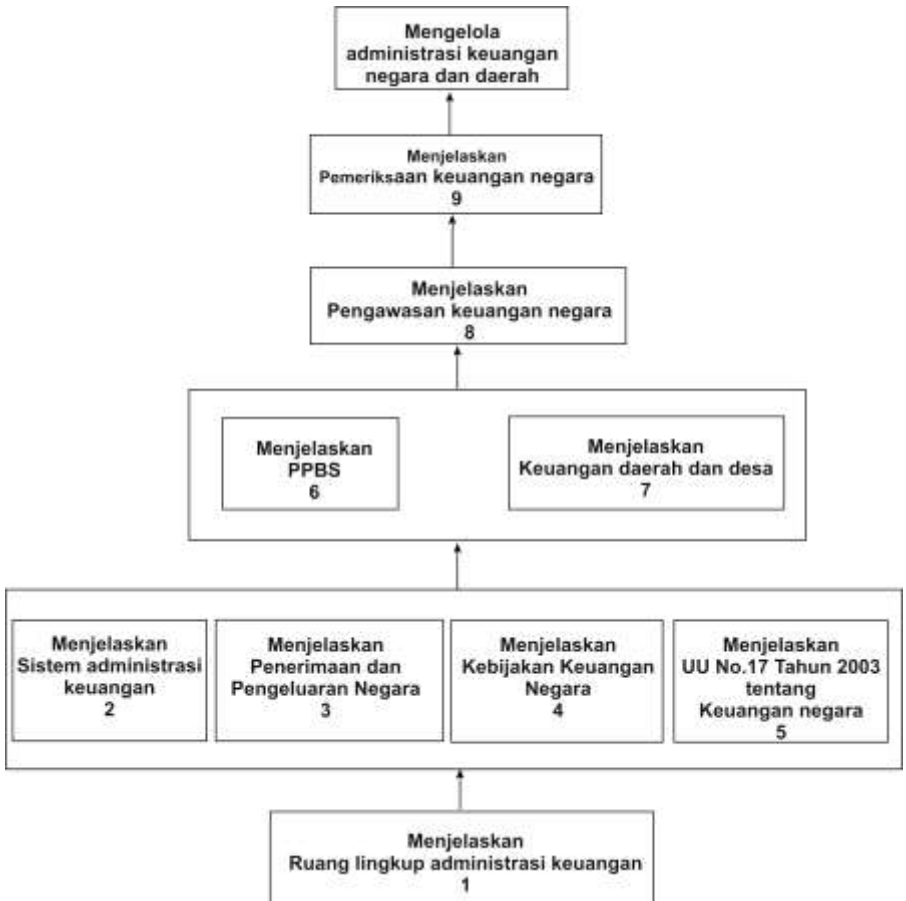 Mengelola
administrasi keuangan
negara dan daerah
Menjelaskan
Pemeriksaan keuangan negara
9
Menjelaskan
Pengawasan keuangan negara
8
Menjelaskan
PPBS
6
Menjelaskan
Keuangan daerah dan desa
7
Menjelaskan
Sistem administrasi
keuangan
2
Menjelaskan
Penerimaan dan
Pengeluaran Negara
3
Menjelaskan
Kebijakan Keuangan
Negara
4
Menjelaskan
UU No.17 Tahun 2003
tentang
Keuangan negara
5
Menjelaskan
Ruang lingkup administrasi keuangan
1